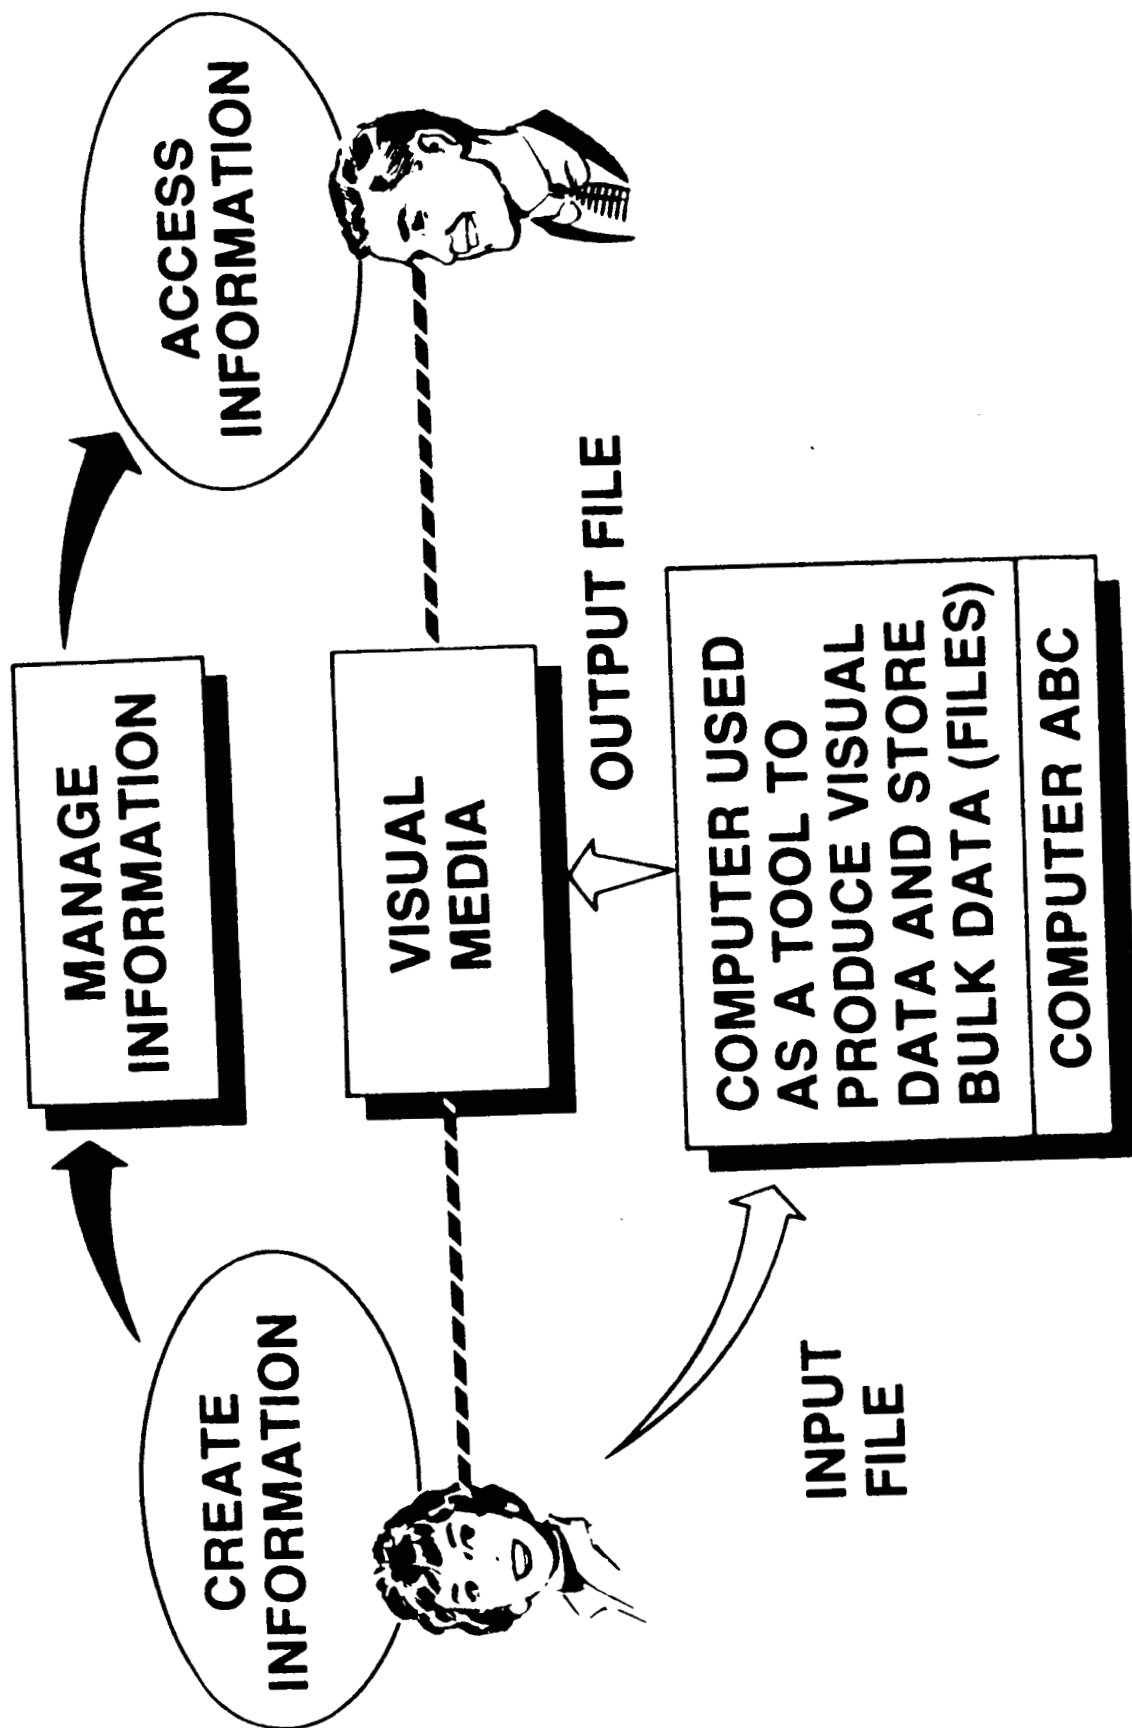 CREATE
INFORMATION
MANAGE
INFORMATION
ACCESS
INFORMATION
VISUAL
MEDIA
INPUT
FILE
OUTPUT FILE
COMPUTER USED
AS A TOOL TO
PRODUCE VISUAL
DATA AND STORE
BULK DATA (FILES)
COMPUTER ABC